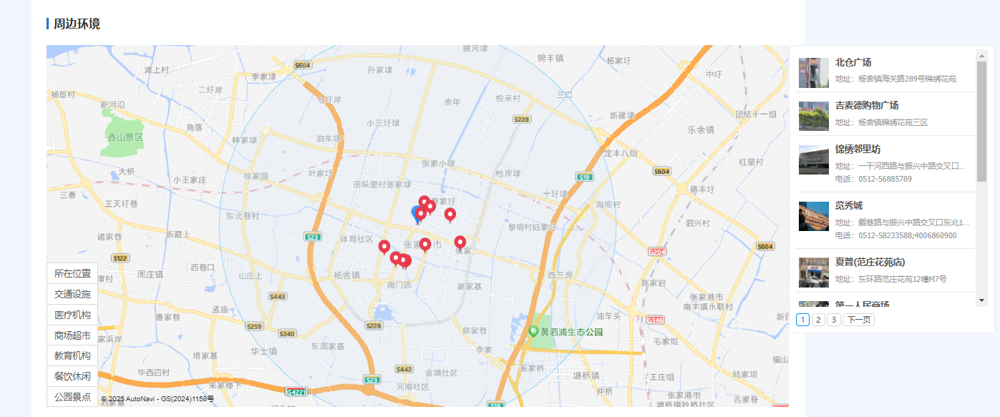 周边环境
腰河埭
锦丰镇
杨家圩
S604
孙家埭
滩上村
季家埭
中圩
二圩岸
七圩岸
杨宦村
余年
悦来村
三口
新河沿
新建埭
团结十一组
S228
小三圩埭
角落
香山景区
林家埭
油车埭
乐余镇
定丰八组
红星村
张家小埭
大桥
小王家庄
徐家园
叶家圩
枪岸埭
S19
S604
田垛里村张家埭
德丰圩
三春
十圩埭
王天圩巷
蔡家圩
海坝村
东北巷村
泗兴村
诸家巷
新藏上
S23
体育社区
黎明村陆家圩
S122
侯家
G204
S604
西巷口
周庄镇
山庄上
杨舍镇
西三房
潭村
南门店
谢家基
陈家宕
S443
张家港市
南丰镇永联村
孟庙
唐家巷
油车头
G346
S259
S340
S228
薛家巷
黄泗浦生态公园
家浜岸
东周家基
毛家组
塔家基
华士镇
李家
福山
华西四村
S442
金塘社区
奚家桥
塘桥镇
王庄组
陆家坝
朱家楼下
S23
河南社区
G4221
仲桥
张家港市
塘桥镇妙桥社区
吉家巷
S19
所在位置
交通设施
医疗机构
商场超市
教育机构
餐饮休闲
公园景点
© 2025 AutoNavi - GS(2024)1158号
北仓广场
地址：杨舍镇海关路289号锦绣花苑
吉麦德购物广场
地址：杨舍镇锦绣花苑三区
锦绣邻里坊
地址：一干河西路与振兴中路交叉口...
电话：0512-56885789
览秀城
地址：戴巷路与振兴中路交叉口东北1...
电话：0512-58233588;4006860900
夏普(范庄花苑店)
地址：东环路范庄花苑12幢M7号
第一人民商场
1 2 3 下一页